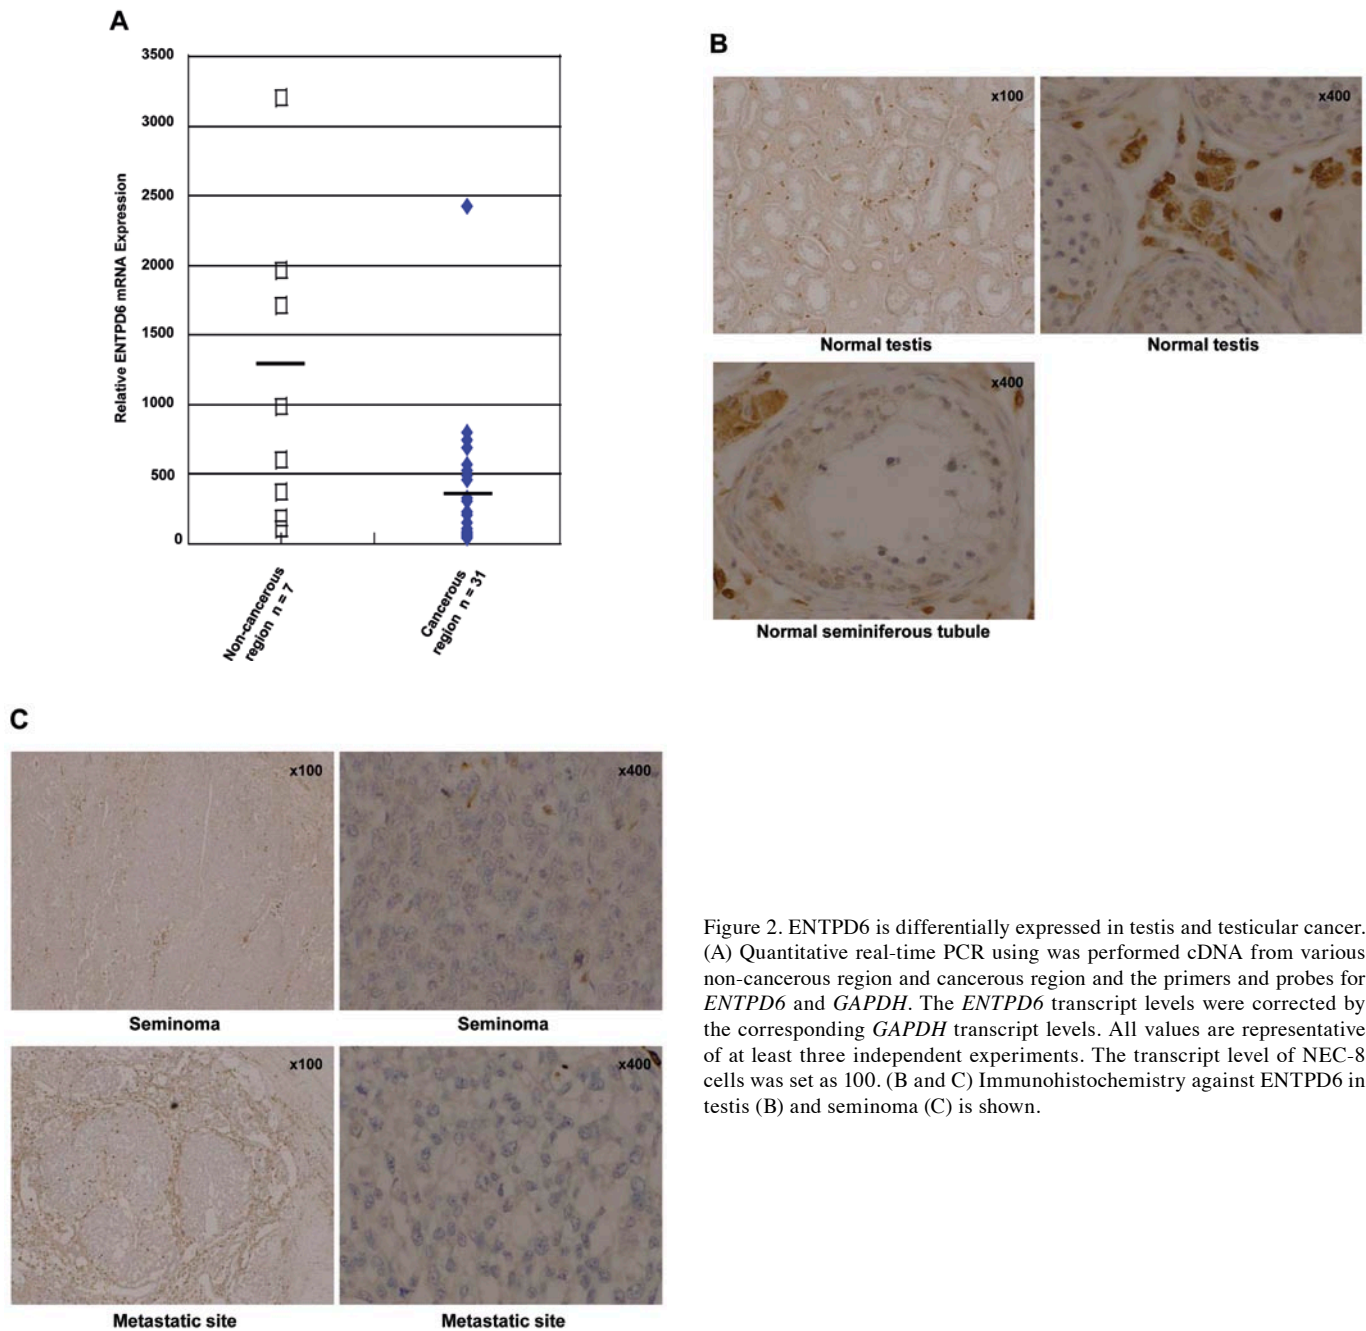 A
3500
3000
2500
2000
1500
1000
500
0
Relative ENTPD6 mRNA Expression
Non-cancerous
region n = 7
Cancerous
region n = 31
B
x100
x400
Normal testis
Normal testis
x400
Normal seminiferous tubule
C
x100
x400
Seminoma
Seminoma
x100
x400
Metastatic site
Metastatic site
Figure 2. ENTPD6 is differentially expressed in testis and testicular cancer.
(A) Quantitative real-time PCR using was performed cDNA from various
non-cancerous region and cancerous region and the primers and probes for
ENTPD6 and GAPDH. The ENTPD6 transcript levels were corrected by
the corresponding GAPDH transcript levels. All values are representative
of at least three independent experiments. The transcript level of NEC-8
cells was set as 100. (B and C) Immunohistochemistry against ENTPD6 in
testis (B) and seminoma (C) is shown.